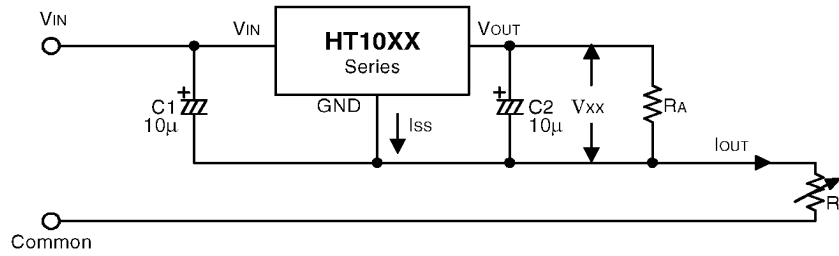 VIN
VIN
HT10XX
Series
VOUT
GND
C1
10μ
ISS
C2
10μ
VXX
RA
IOUT
R
Common